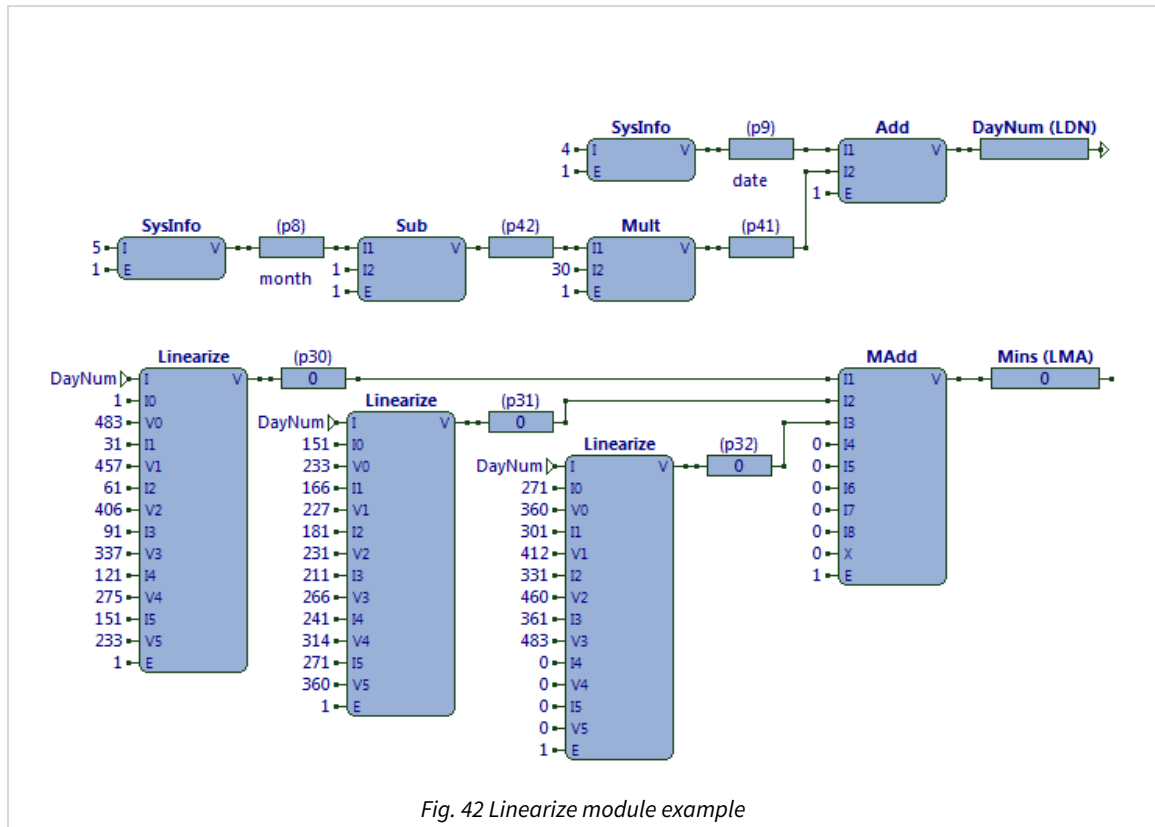 SysInfo (p9) Add DayNum (LDN)
4 I V I1 V
1 E date I2
1 E
SysInfo (p8) Sub (p42) Mult (p41)
5 I V I1 V I1 V
1 E month 1 I2 30 I2
1 E 1 E
Linearize (p30) MAdd Mins (LMA)
DayNum I V 0 I1 V 0
1 I0 Linearize (p31) I2
483 V0 DayNum I V 0 I3
31 I1 151 I0 Linearize (p32) 0 I4
457 V1 233 V0 DayNum I V 0 0 I5
61 I2 166 I1 271 I0 0 I6
406 V2 227 V1 360 V0 0 I7
91 I3 181 I2 301 I1 0 I8
337 V3 231 V2 412 V1 0 X
121 I4 211 I3 331 I2 1 E
275 V4 266 V3 460 V2
151 I5 241 I4 361 I3
233 V5 314 V4 483 V3
1 E 271 I5 0 I4
360 V5 0 V4
1 E 0 I5
0 V5
1 E
Fig. 42 Linearize module example